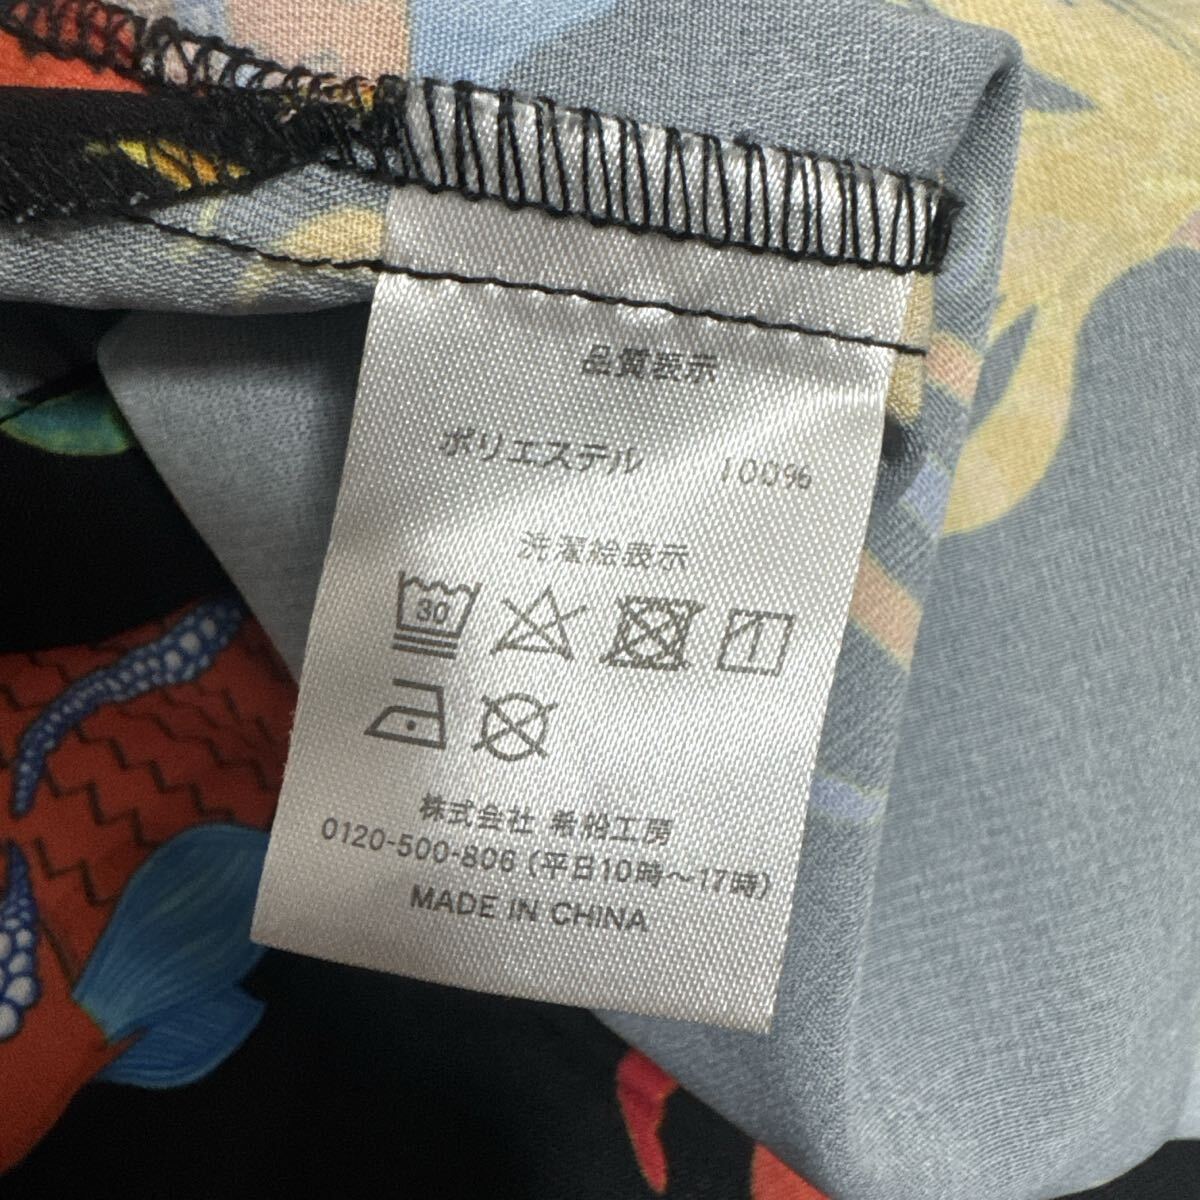 品質表示
ポリエステル 100%
洗濯絵表示
30
株式会社 希船工房
0120-500-806 (平日10時~17時)
MADE IN CHINA